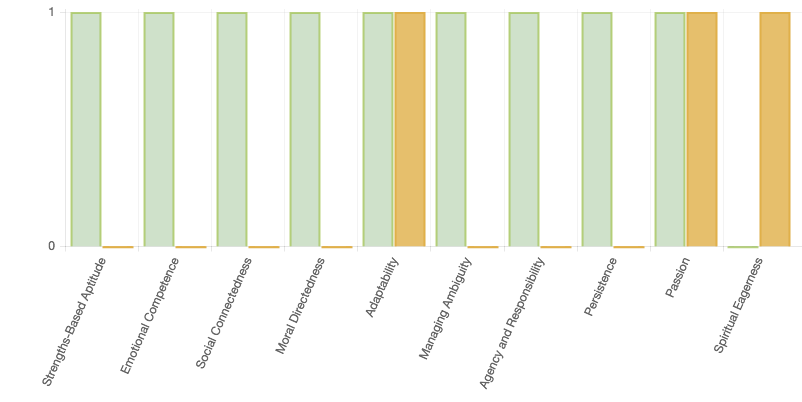 1
0
Strengths-Based Aptitude
Emotional Competence
Social Connectedness
Moral Directedness
Adaptability
Managing Ambiguity
Agency and Responsibility
Persistence
Passion
Spiritual Eagerness